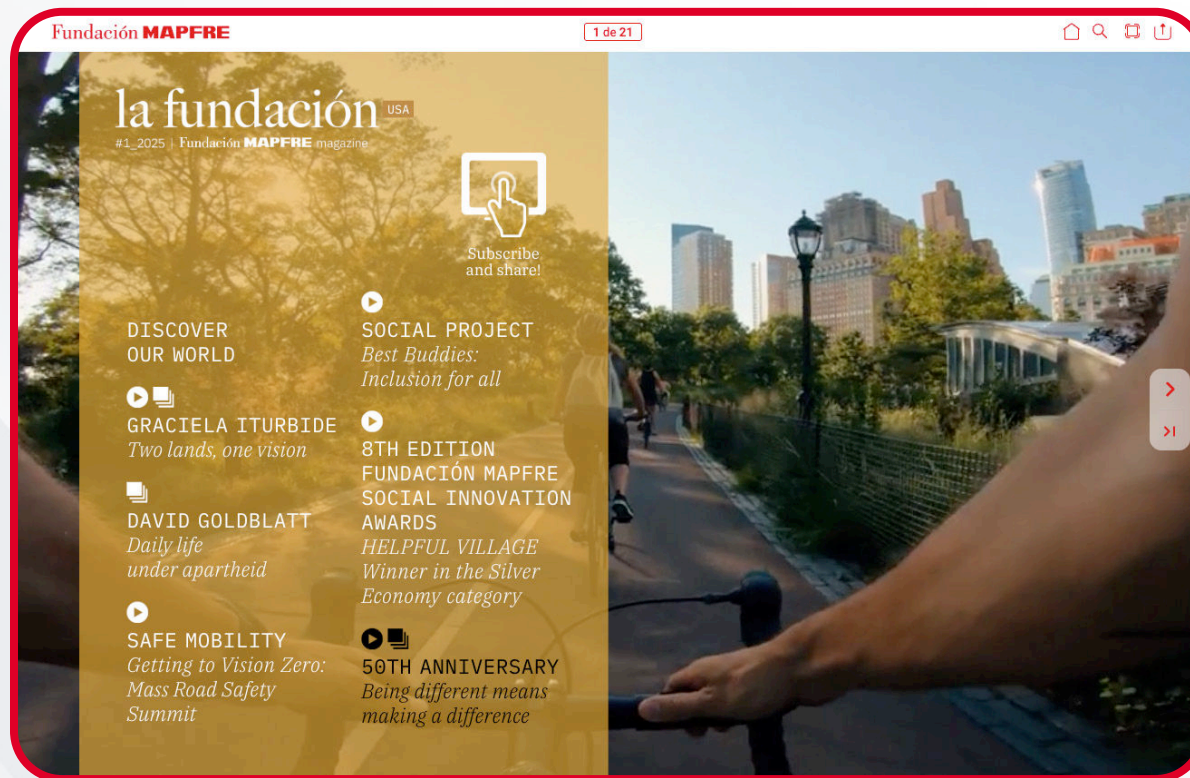 Fundación MAPFRE
1 de 21
la fundación USA
#1_2025 | Fundación MAPFRE magazine
Subscribe
and share!
DISCOVER
OUR WORLD
GRACIELA ITURBIDE
Two lands, one vision
DAVID GOLDBLATT
Daily life
under apartheid
SAFE MOBILITY
Getting to Vision Zero:
Mass Road Safety
Summit
SOCIAL PROJECT
Best Buddies:
Inclusion for all
8TH EDITION
FUNDACIÓN MAPFRE
SOCIAL INNOVATION
AWARDS
HELPFUL VILLAGE
Winner in the Silver
Economy category
50TH ANNIVERSARY
Being different means
making a difference